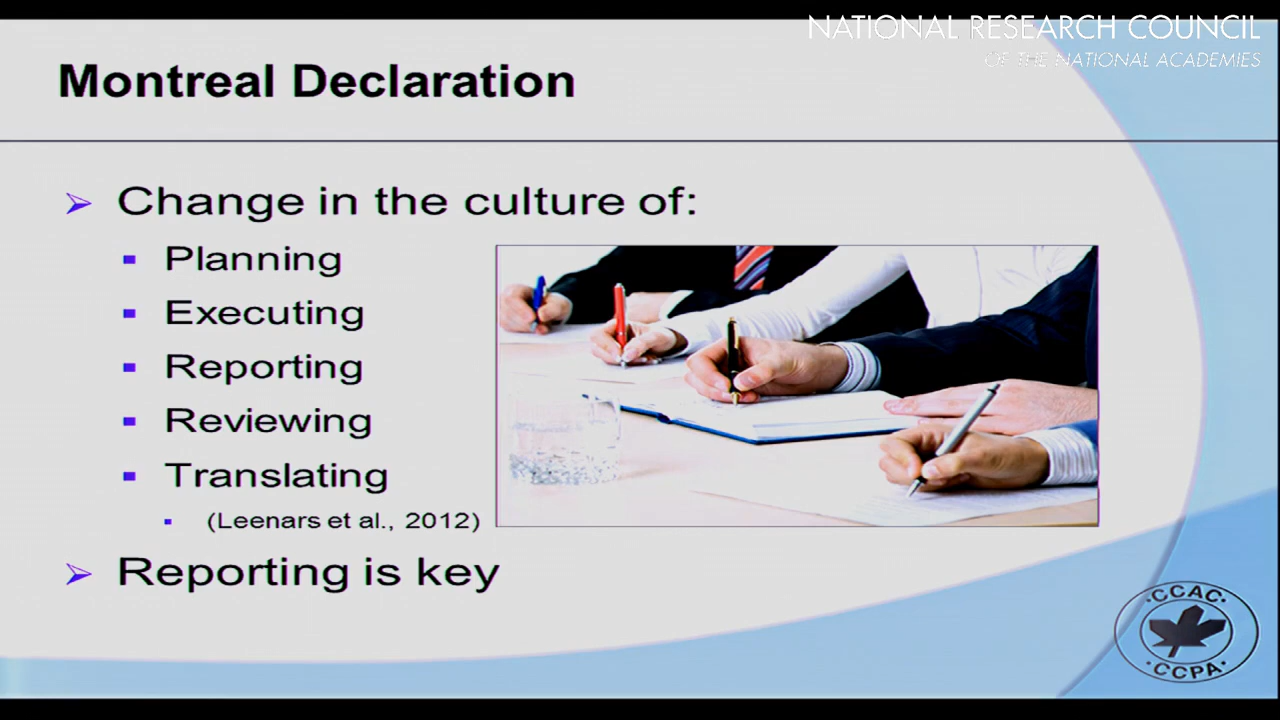 NATIONAL RESEARCH COUNCIL
OF THE NATIONAL ACADEMIES
Montreal Declaration
Change in the culture of:
Planning
Executing
Reporting
Reviewing
Translating
(Leenars et al., 2012)
Reporting is key
·CCAC·
·CCPA·